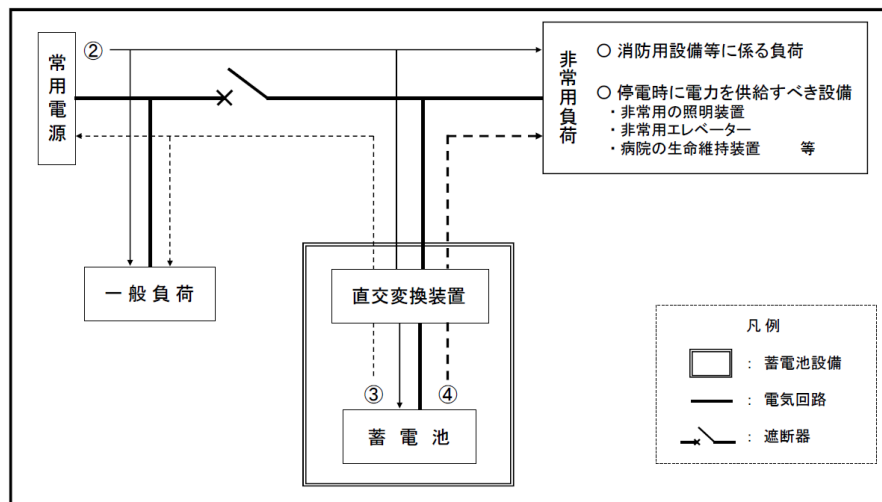 常用電源
②
非常用負荷
○ 消防用設備等に係る負荷
○ 停電時に電力を供給すべき設備
・非常用の照明装置
・非常用エレベーター
・病院の生命維持装置 等
一般負荷
直交変換装置
③
④
蓄電池
凡例
： 蓄電池設備
： 電気回路
： 遮断器